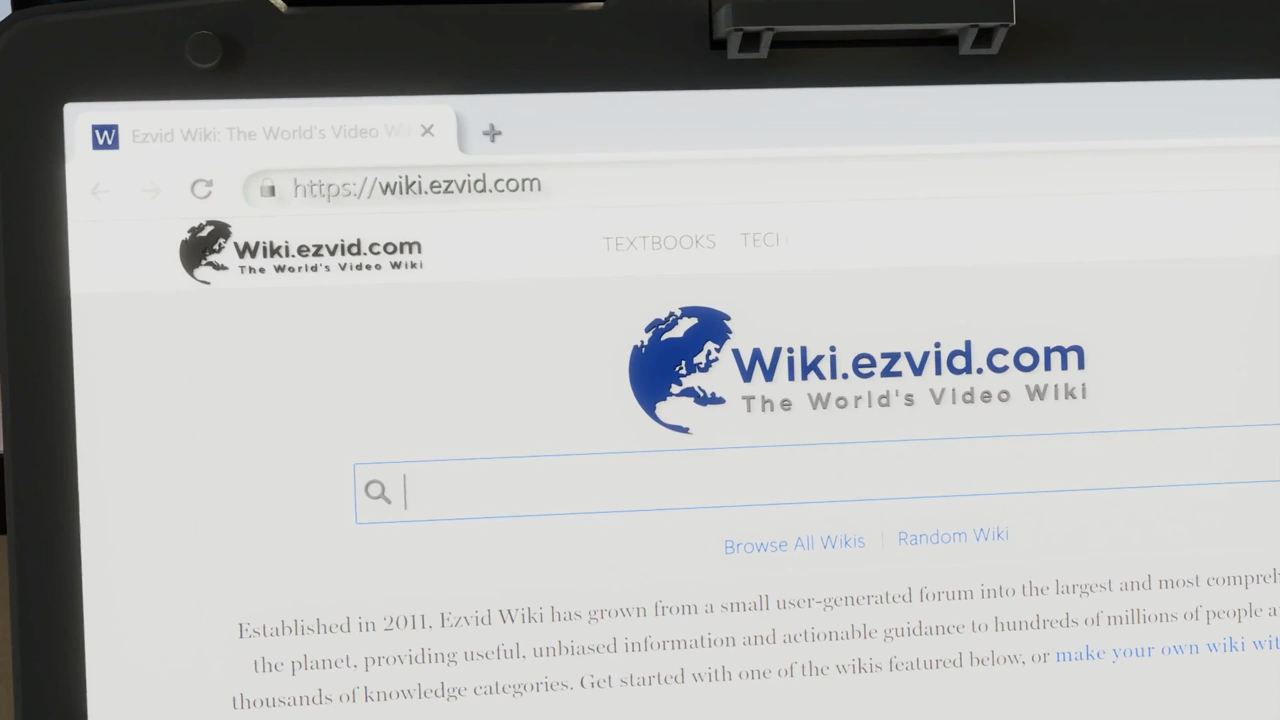 W Ezvid Wiki: The World's Video
https://wiki.ezvid.com
Wiki.ezvid.com
The World's Video Wiki
TEXTBOOKS TECH
Wiki.ezvid.com
The World's Video Wiki
Browse All Wikis | Random Wiki
Established in 2011, Ezvid Wiki has grown from a small user-generated forum into the largest and most
the planet, providing useful, unbiased information and actionable guidance to hundreds of millions of people
thousands of knowledge categories. Get started with one of the wikis featured below, or make your own wiki